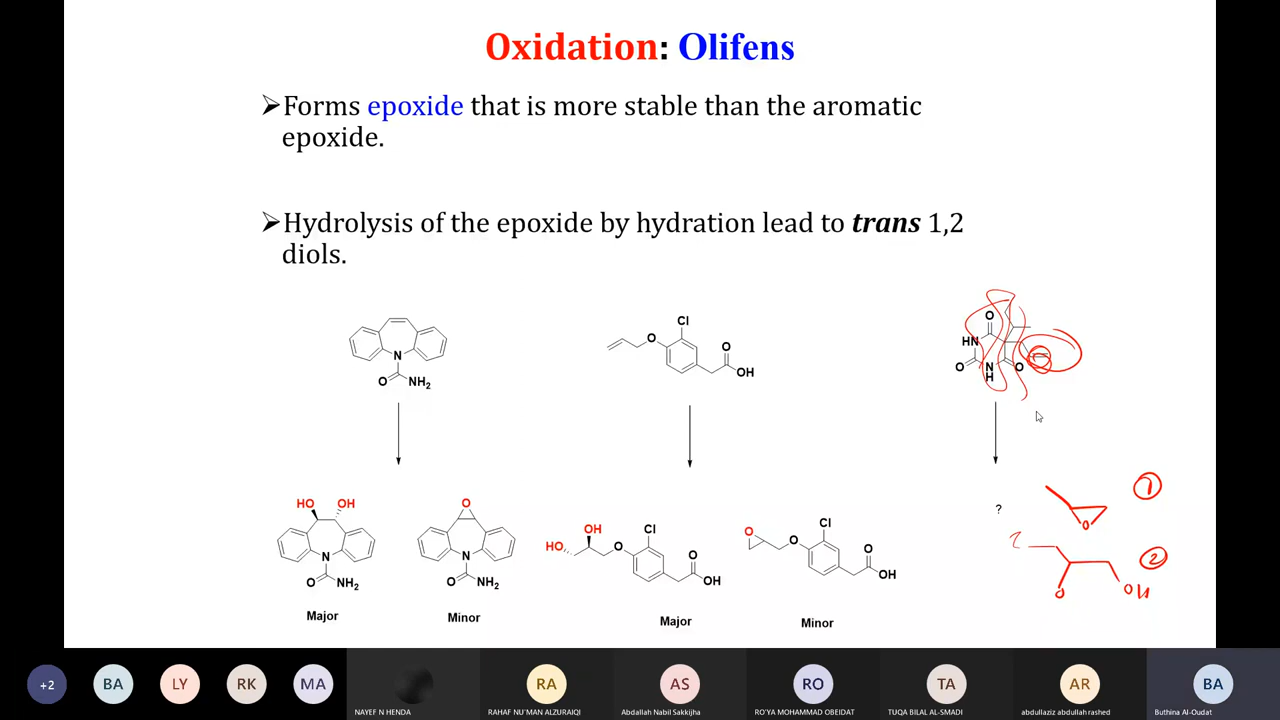 Oxidation: Olifens
➢Forms epoxide that is more stable than the aromatic
epoxide.
➢Hydrolysis of the epoxide by hydration lead to trans 1,2
diols.
N
O NH2
O
Cl
O
OH
O
HN
O
N
H
O
HO OH
N
O NH2
Major
O
N
O NH2
Minor
OH
HO
O
Cl
O
OH
Major
O
O
Cl
O
OH
Minor
?
O
1
2
O
OH
+2
BA
LY
RK
MA
NAYEF N HENDA
RA
RAHAF NU'MAN ALZURAIQI
AS
Abdallah Nabil Sakkijha
RO
RO'YA MOHAMMAD OBEIDAT
TA
TUQA BILAL AL-SMADI
AR
abdullaziz abdullah rashed
BA
Buthina Al-Oudat